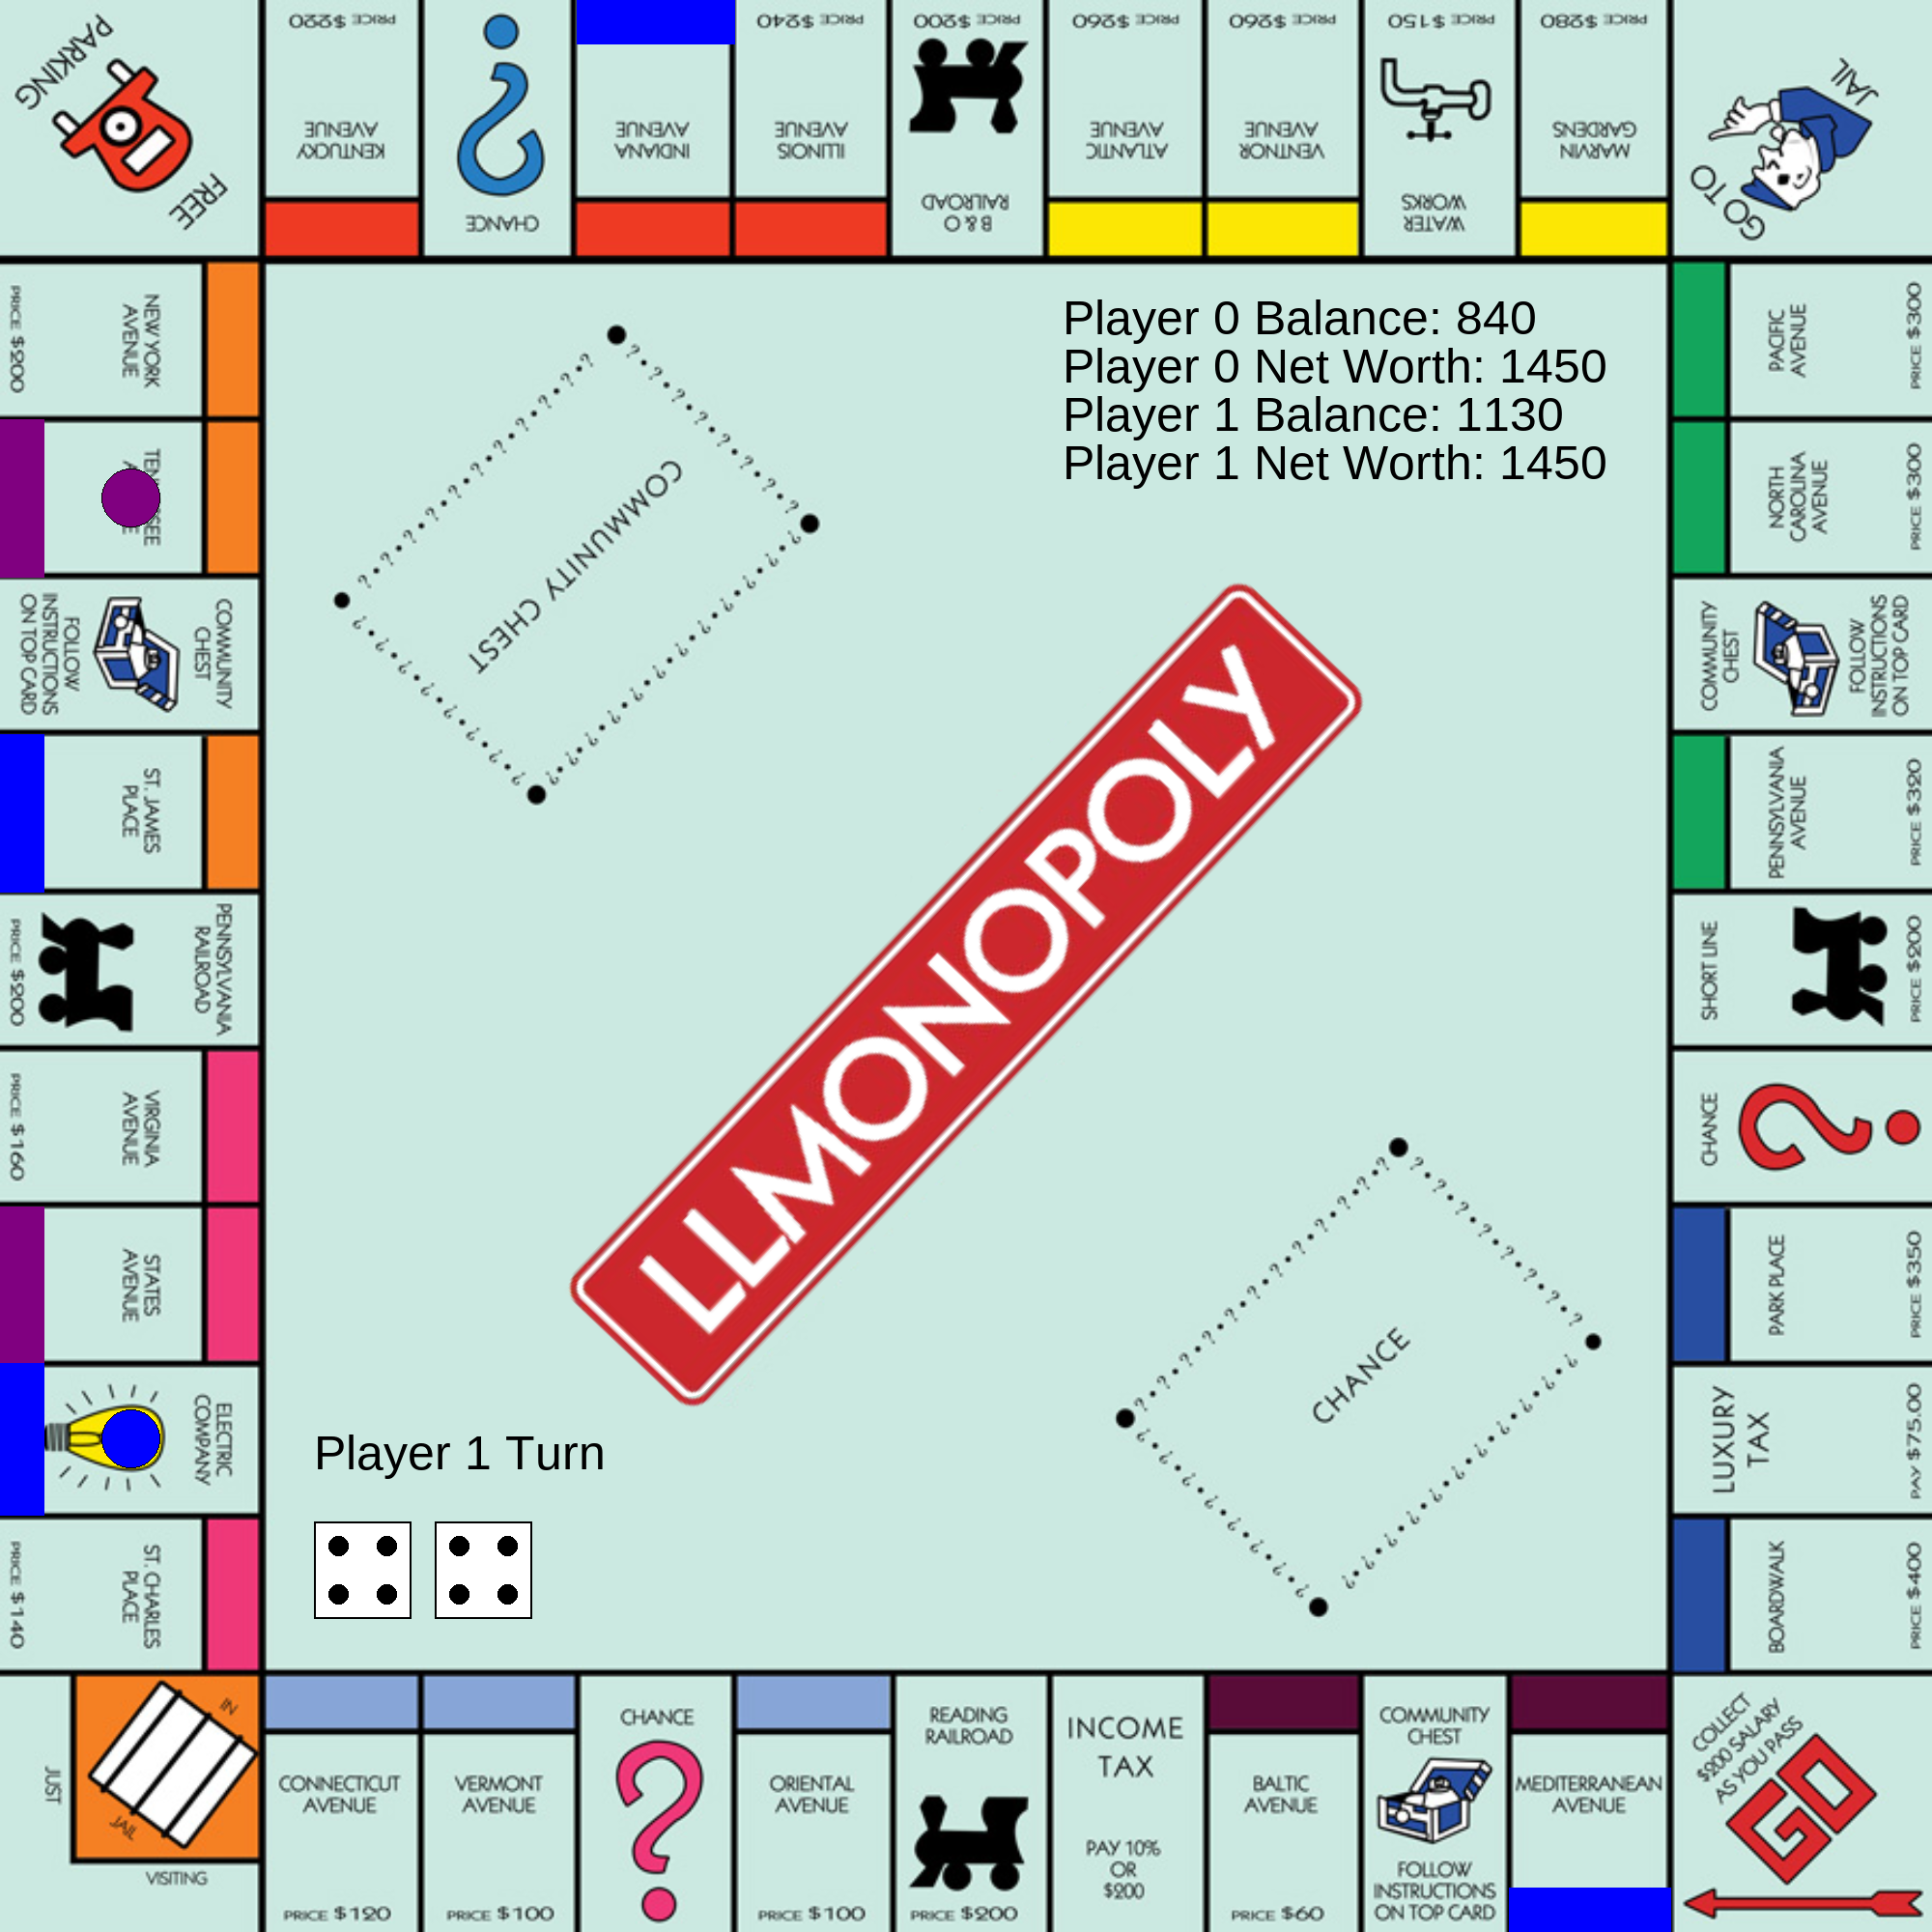 PRICE $220
KENTUCKY
AVENUE
CHANCE
INDIANA
AVENUE
PRICE $240
ILLINOIS
AVENUE
PRICE $200
B & O
RAILROAD
PRICE $260
ATLANTIC
AVENUE
PRICE $260
VENTNOR
AVENUE
PRICE $150
WATER
WORKS
PRICE $280
MARVIN
GARDENS
FREE
PARKING
GO TO
JAIL
NEW YORK
AVENUE
PRICE $200
COMMUNITY
CHEST
FOLLOW
INSTRUCTIONS
ON TOP CARD
ST. JAMES
PLACE
PENNSYLVANIA
RAILROAD
PRICE $200
VIRGINIA
AVENUE
PRICE $160
STATES
AVENUE
ELECTRIC
COMPANY
ST. CHARLES
PLACE
PRICE $140
Player 0 Balance: 840
Player 0 Net Worth: 1450
Player 1 Balance: 1130
Player 1 Net Worth: 1450
COMMUNITY CHEST
LLMONOPOLY
CHANCE
Player 1 Turn
PACIFIC
AVENUE
PRICE $300
NORTH
CAROLINA
AVENUE
PRICE $300
COMMUNITY
CHEST
FOLLOW
INSTRUCTIONS
ON TOP CARD
PENNSYLVANIA
AVENUE
PRICE $320
SHORT LINE
PRICE $200
CHANCE
PARK PLACE
PRICE $350
LUXURY
TAX
PAY $75.00
BOARDWALK
PRICE $400
IN
JAIL
JUST
VISITING
CONNECTICUT
AVENUE
PRICE $120
VERMONT
AVENUE
PRICE $100
CHANCE
ORIENTAL
AVENUE
PRICE $100
READING
RAILROAD
PRICE $200
INCOME
TAX
PAY 10%
OR
$200
BALTIC
AVENUE
PRICE $60
COMMUNITY
CHEST
FOLLOW
INSTRUCTIONS
ON TOP CARD
MEDITERRANEAN
AVENUE
COLLECT
$200 SALARY
AS YOU PASS
GO